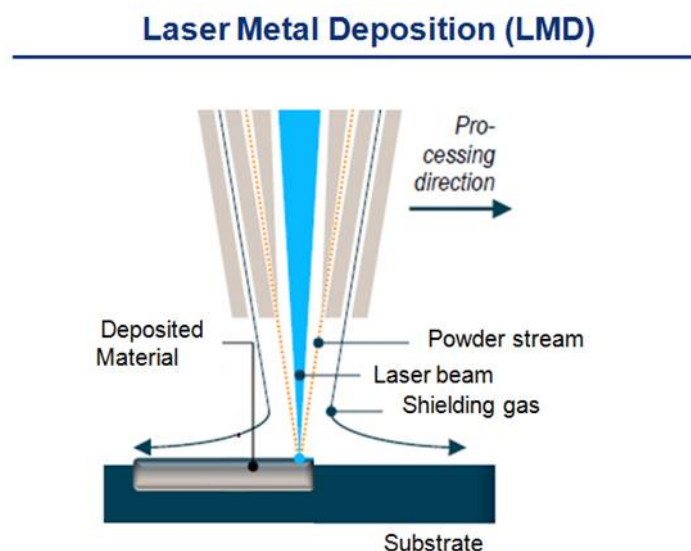 Laser Metal Deposition (LMD)
Pro-
cessing
direction
Deposited
Material
Powder stream
Laser beam
Shielding gas
Substrate